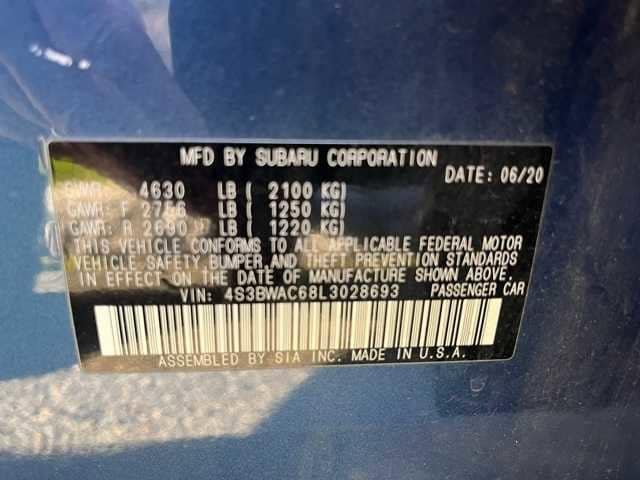 MFD BY SUBARU CORPORATION
DATE: 06/20
GVWR: 4630 LB ( 2100 KG)
GAWR: F 2756 LB ( 1250 KG)
GAWR: R 2690 LB ( 1220 KG)
THIS VEHICLE CONFORMS TO ALL APPLICABLE FEDERAL MOTOR
VEHICLE SAFETY, BUMPER,AND THEFT PREVENTION STANDARDS
IN EFFECT ON THE DATE OF MANUFACTURE SHOWN ABOVE.
VIN: 4S3BWAC68L3028693 PASSENGER CAR
ASSEMBLED BY SIA INC. MADE IN U.S.A.